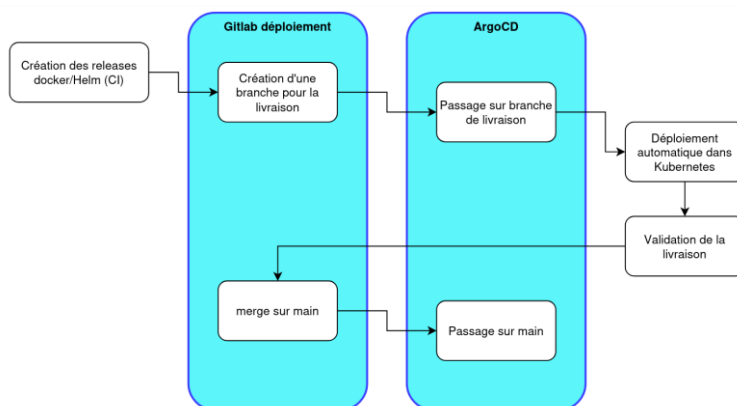 Gitlab déploiement
ArgoCD
Création des releases
docker/Helm (CI)
Création d'une
branche pour la
livraison
Passage sur branche
de livraison
Déploiement
automatique dans
Kubernetes
Validation de la
livraison
merge sur main
Passage sur main